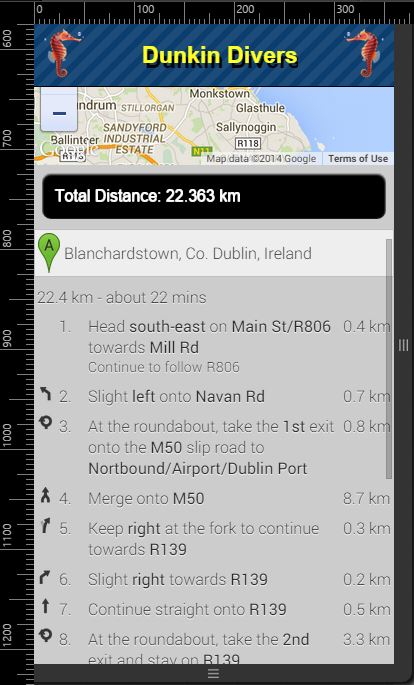 0 100 200 300
600
700
800
900
1000
1100
1200
Dunkin Divers
Monkstown
ndrum STILLORGAN
Glasthule
SANDYFORD
INDUSTRIAL
ESTATE
Sallynoggin
Ballinteer
R113
Google
N11
R118
Map data ©2014 Google Terms of Use
Total Distance: 22.363 km
A Blanchardstown, Co. Dublin, Ireland
22.4 km - about 22 mins
1. Head south-east on Main St/R806 0.4 km
towards Mill Rd
Continue to follow R806
2. Slight left onto Navan Rd 0.7 km
3. At the roundabout, take the 1st exit 0.8 km
onto the M50 slip road to
Nortbound/Airport/Dublin Port
4. Merge onto M50 8.7 km
5. Keep right at the fork to continue 0.3 km
towards R139
6. Slight right towards R139 0.2 km
7. Continue straight onto R139 0.5 km
8. At the roundabout, take the 2nd 3.3 km
exit and stay on R139